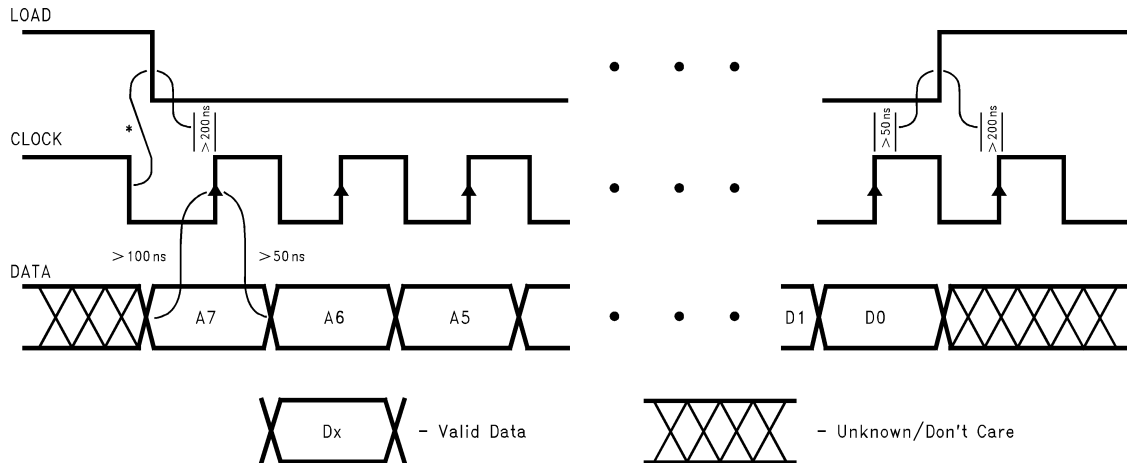 LOAD
*
>200ns
>50ns
>200ns
CLOCK
>100ns
>50ns
DATA
A7
A6
A5
D1
D0
Dx
- Valid Data
- Unknown/Don't Care